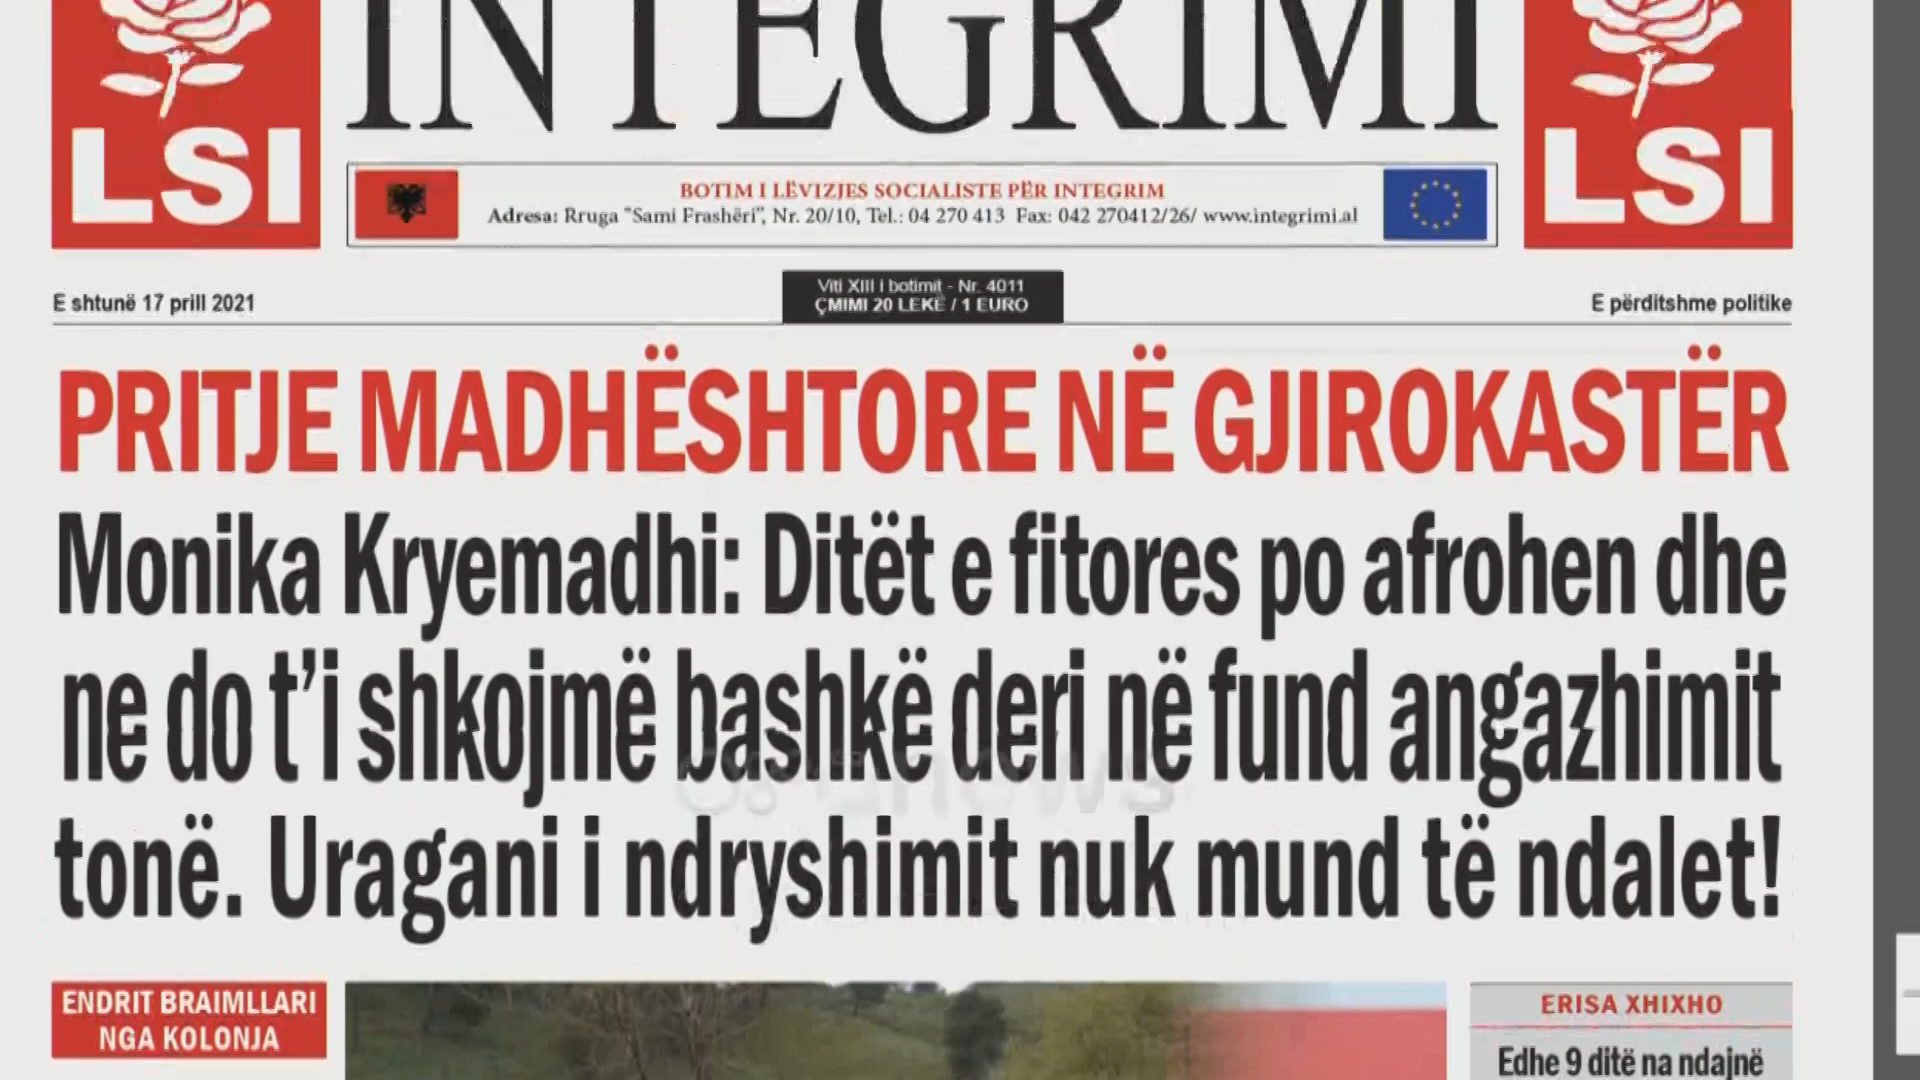 INTEGRIMI
LSI
LSI
BOTIM I LËVIZJES SOCIALISTE PËR INTEGRIM
Adresa: Rruga "Sami Frashëri", Nr. 20/10, Tel.: 04 270 413 Fax: 042 270412/26/ www.integrimi.al
E shtunë 17 prill 2021
Viti XIII i botimit - Nr. 4011
ÇMIMI 20 LEKË / 1 EURO
E përditshme politike
PRITJE MADHËSHTORE NË GJIROKASTËR
Monika Kryemadhi: Ditët e fitores po afrohen dhe
ne do t'i shkojmë bashkë deri në fund angazhimit
tonë. Uragani i ndryshimit nuk mund të ndalet!
ENDRIT BRAIMLLARI
NGA KOLONJA
ERISA XHIXHO
Edhe 9 ditë na ndajnë